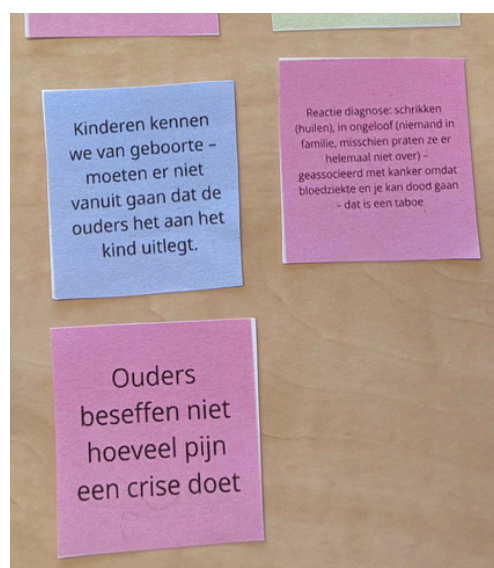 Kinderen kennen
we van geboorte –
moeten er niet
vanuit gaan dat de
ouders het aan het
kind uitlegt.
Reactie diagnose: schrikken
(huilen), in ongeloof (niemand in
familie, misschien praten ze er
helemaal niet over) –
geassocieerd met kanker omdat
bloedziekte en je kan dood gaan
– dat is een taboe
Ouders
beseffen niet
hoeveel pijn
een crise doet